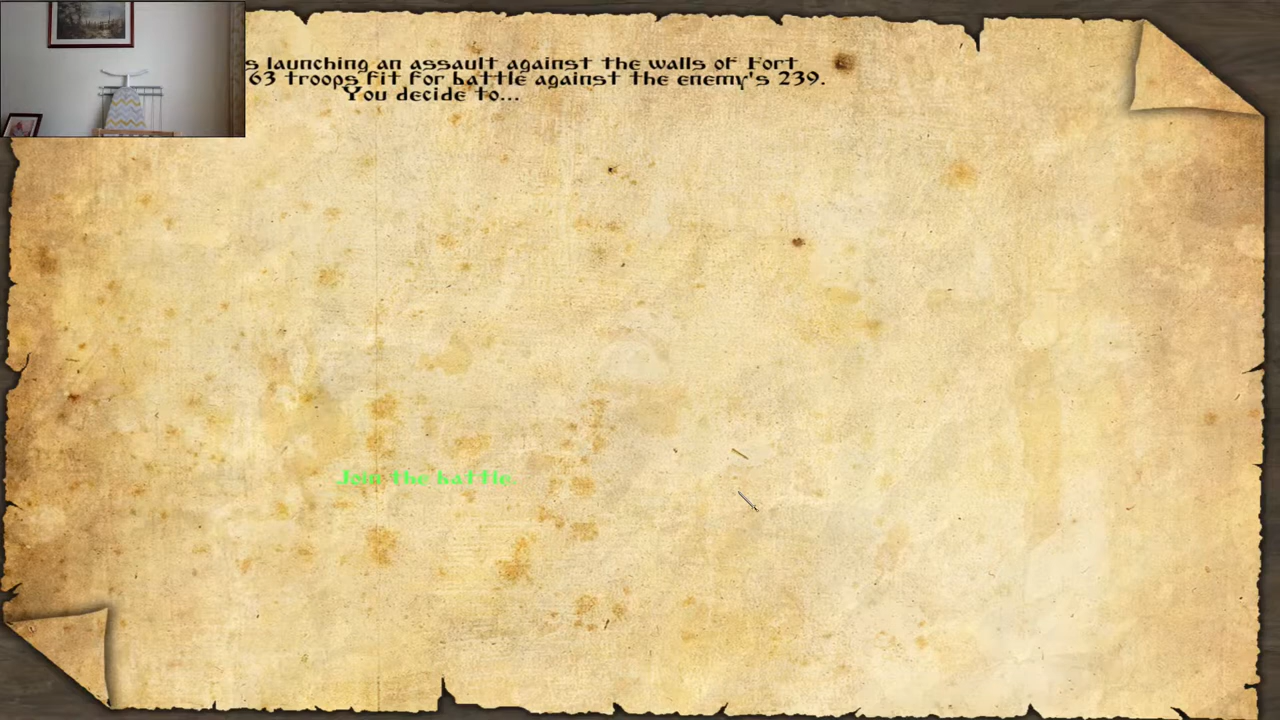 s launching an assault against the walls of Fort
63 troops fit for battle against the enemy's 239.
You decide to...
Join the battle.